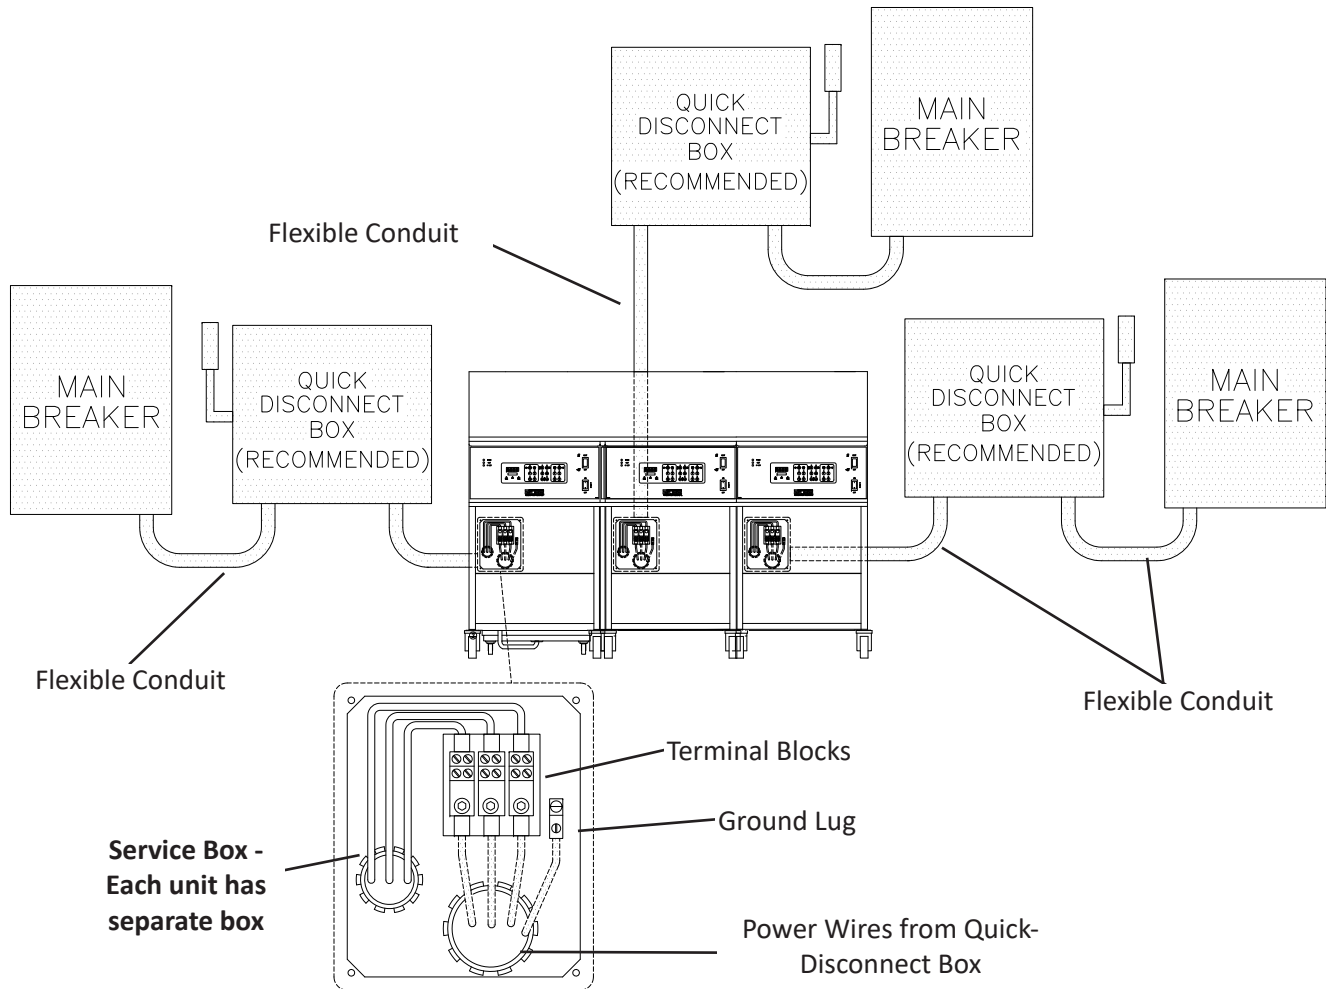 QUICK
DISCONNECT
BOX
(RECOMMENDED)
MAIN
BREAKER
Flexible Conduit
MAIN
BREAKER
QUICK
DISCONNECT
BOX
(RECOMMENDED)
QUICK
DISCONNECT
BOX
(RECOMMENDED)
MAIN
BREAKER
Flexible Conduit
Flexible Conduit
Terminal Blocks
Ground Lug
Service Box -
Each unit has
separate box
Power Wires from Quick-
Disconnect Box